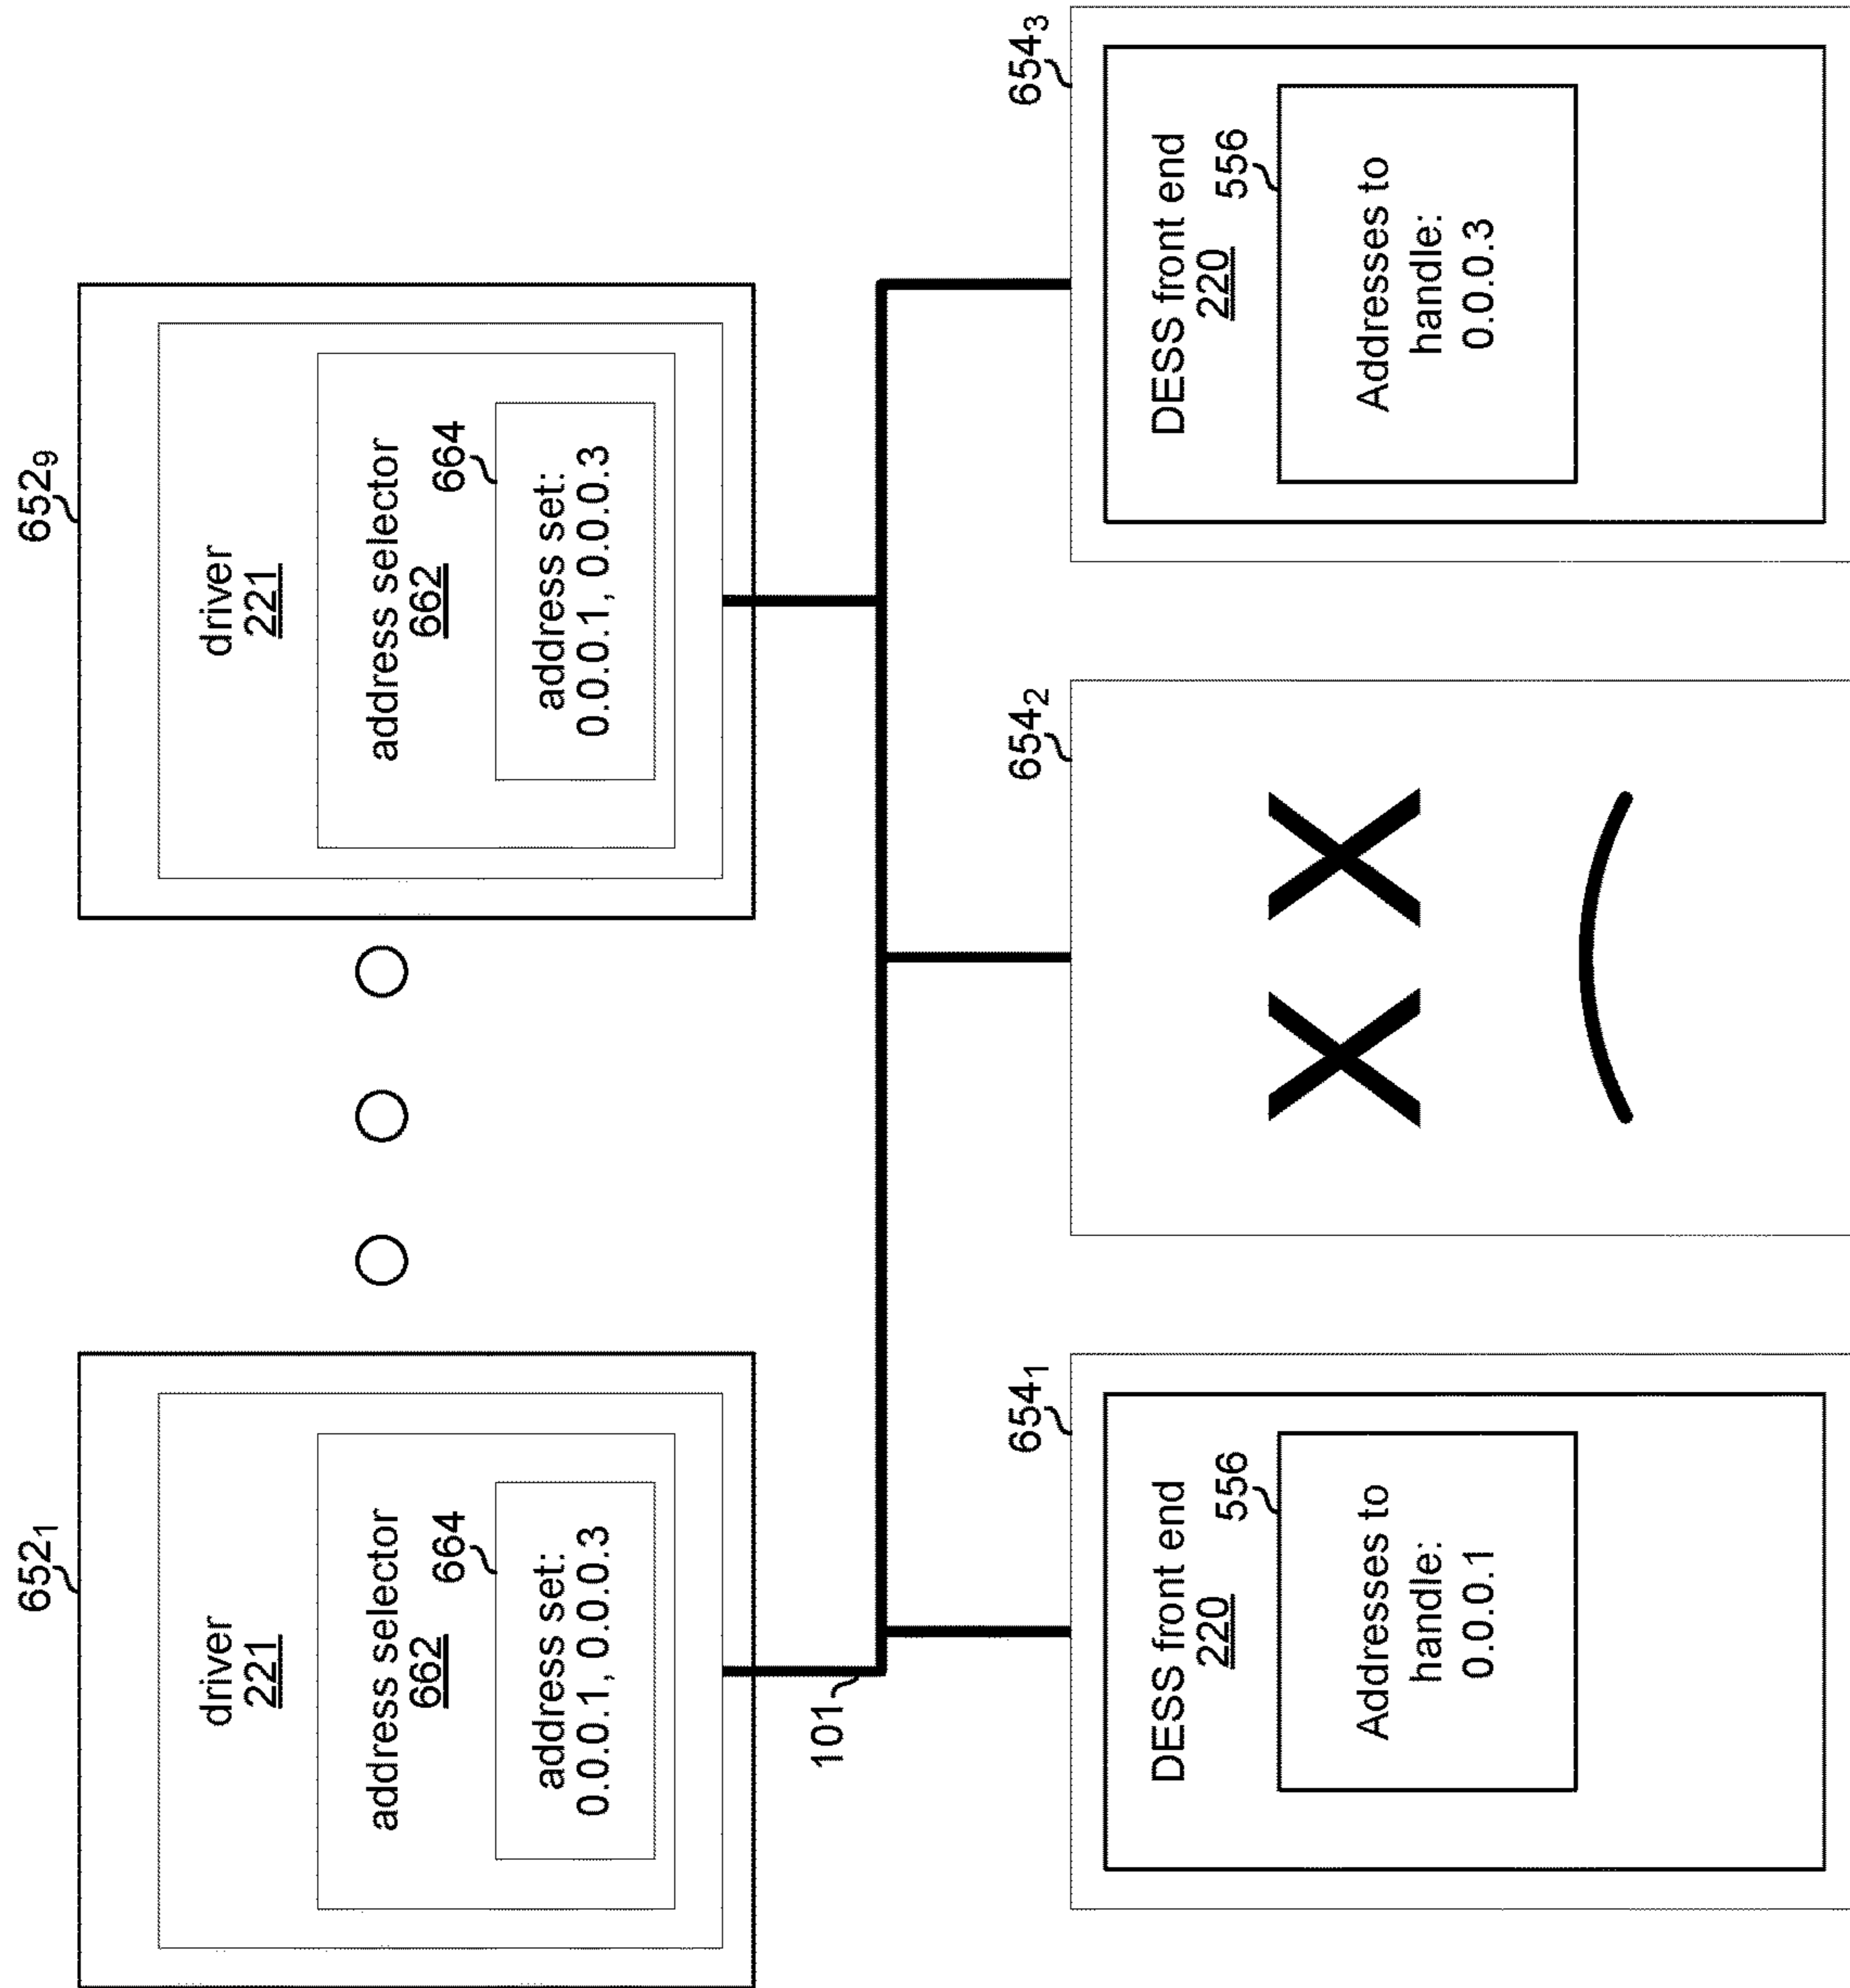 652₁
driver
221
address selector
662
664
address set:
0.0.0.1, 0.0.0.3
652₉
driver
221
address selector
662
664
address set:
0.0.0.1, 0.0.0.3
101
654₁
DESS front end
220
556
Addresses to
handle:
0.0.0.1
654₂
X X
654₃
DESS front end
220
556
Addresses to
handle:
0.0.0.3